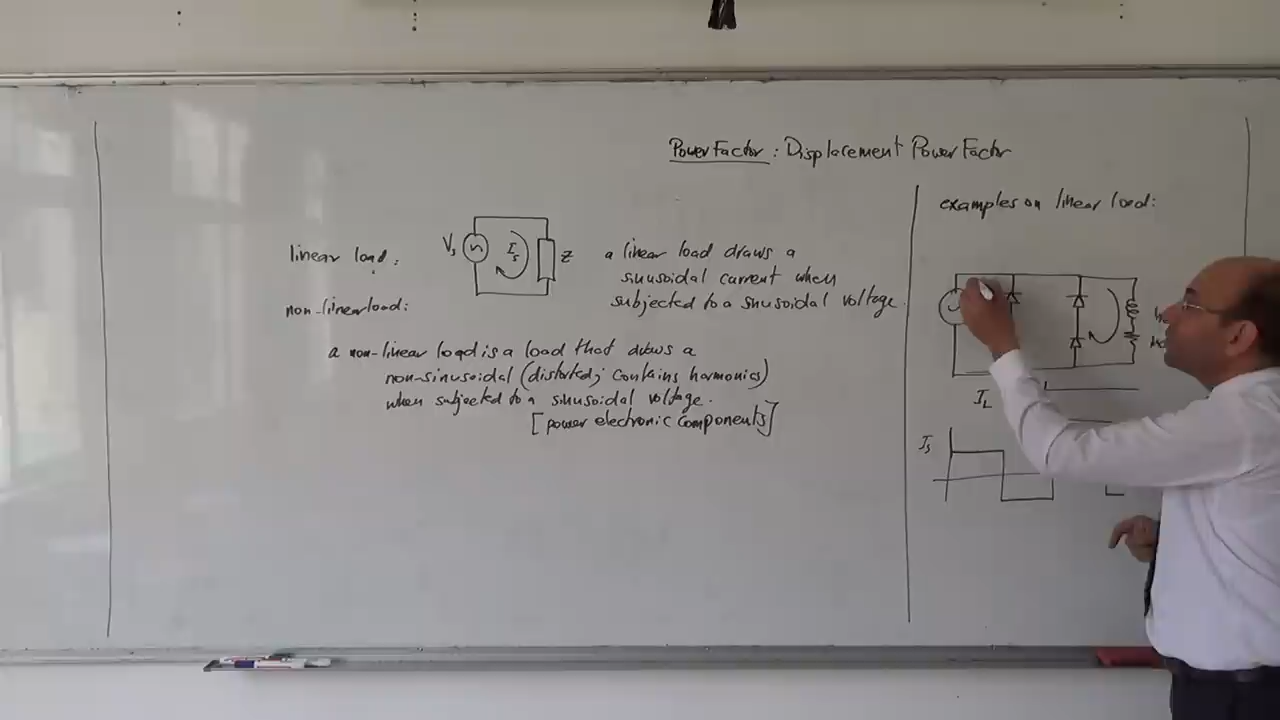 Power Factor : Displacement Power Factor
linear load :
Vs
Is
Z
a linear load draws a
sinusoidal current when
subjected to a sinusoidal voltage.
non-linear load:
a non-linear load is a load that draws a
non-sinusoidal (distorted; contains harmonics)
when subjected to a sinusoidal voltage.
[power electronic components]
examples on linear load:
IL
Is